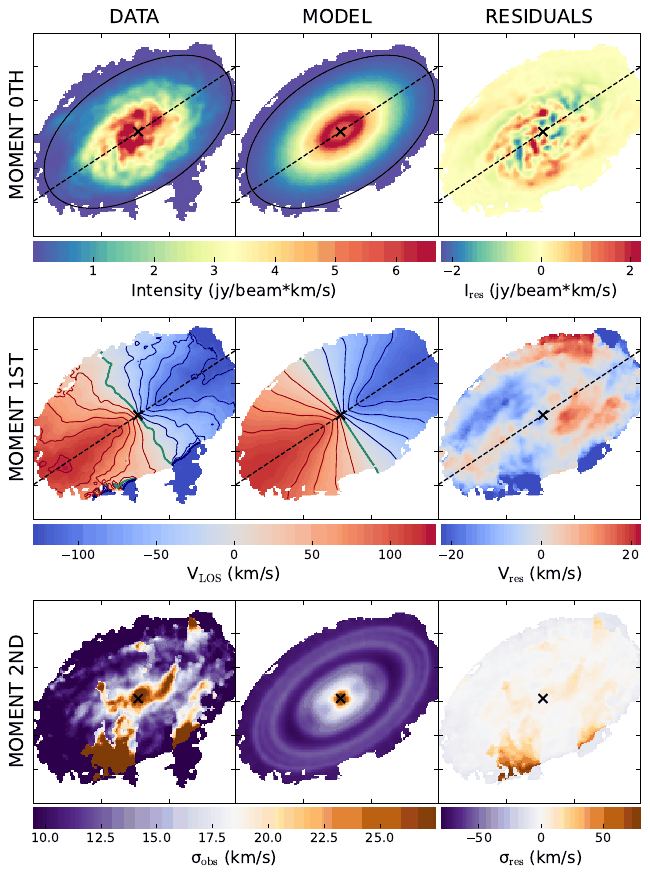 DATA MODEL RESIDUALS
MOMENT 0TH
1 2 3 4 5 6 −2 0 2
Intensity (jy/beam*km/s) I_res (jy/beam*km/s)
MOMENT 1ST
−100 −50 0 50 100 −20 0 20
V_LOS (km/s) V_res (km/s)
MOMENT 2ND
10.0 12.5 15.0 17.5 20.0 22.5 25.0 −50 0 50
σ_obs (km/s) σ_res (km/s)